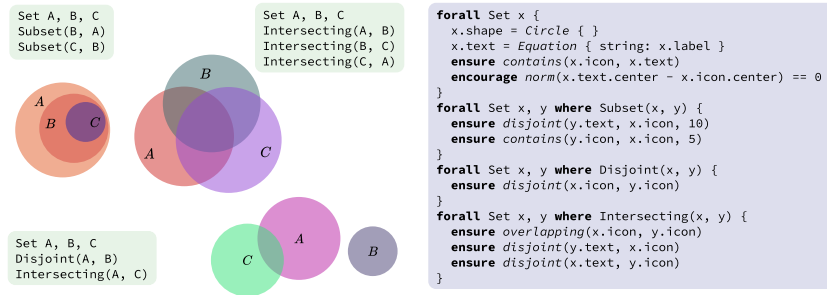 Set A, B, C
Subset(B, A)
Subset(C, B)
A
B
C
Set A, B, C
Intersecting(A, B)
Intersecting(B, C)
Intersecting(C, A)
B
A
C
Set A, B, C
Disjoint(A, B)
Intersecting(A, C)
A
B
C
forall Set x {
x.shape = Circle { }
x.text = Equation { string: x.label }
ensure contains(x.icon, x.text)
encourage norm(x.text.center - x.icon.center) == 0
}
forall Set x, y where Subset(x, y) {
ensure disjoint(y.text, x.icon, 10)
ensure contains(y.icon, x.icon, 5)
}
forall Set x, y where Disjoint(x, y) {
ensure disjoint(x.icon, y.icon)
}
forall Set x, y where Intersecting(x, y) {
ensure overlapping(x.icon, y.icon)
ensure disjoint(y.text, x.icon)
ensure disjoint(x.text, y.icon)
}